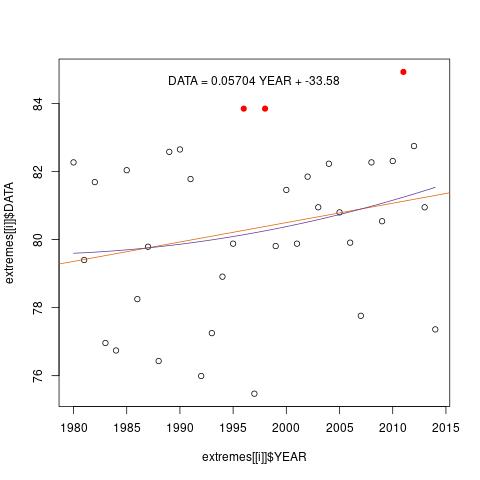 DATA = 0.05704 YEAR + -33.58
extremes[[i]]$DATA
84
82
80
78
76
1980 1985 1990 1995 2000 2005 2010 2015
extremes[[i]]$YEAR